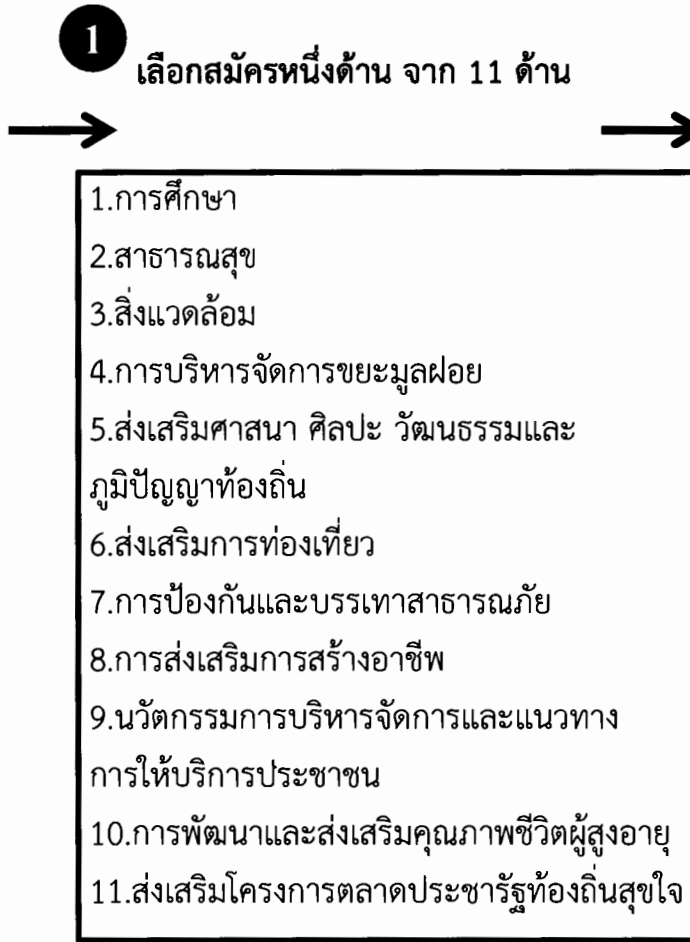 1
เลือกสมัครหนึ่งด้าน จาก 11 ด้าน
1.การศึกษา
2.สาธารณสุข
3.สิ่งแวดล้อม
4.การบริหารจัดการขยะมูลฝอย
5.ส่งเสริมศาสนา ศิลปะ วัฒนธรรมและ
ภูมิปัญญาท้องถิ่น
6.ส่งเสริมการท่องเที่ยว
7.การป้องกันและบรรเทาสาธารณภัย
8.การส่งเสริมการสร้างอาชีพ
9.นวัตกรรมการบริหารจัดการและแนวทาง
การให้บริการประชาชน
10.การพัฒนาและส่งเสริมคุณภาพชีวิตผู้สูงอายุ
11.ส่งเสริมโครงการตลาดประชารัฐท้องถิ่นสุขใจ